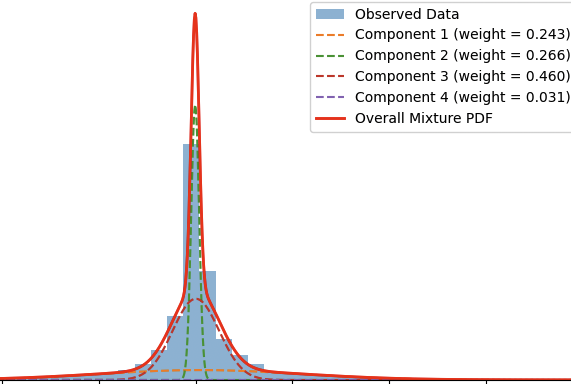 Observed Data
Component 1 (weight = 0.243)
Component 2 (weight = 0.266)
Component 3 (weight = 0.460)
Component 4 (weight = 0.031)
Overall Mixture PDF